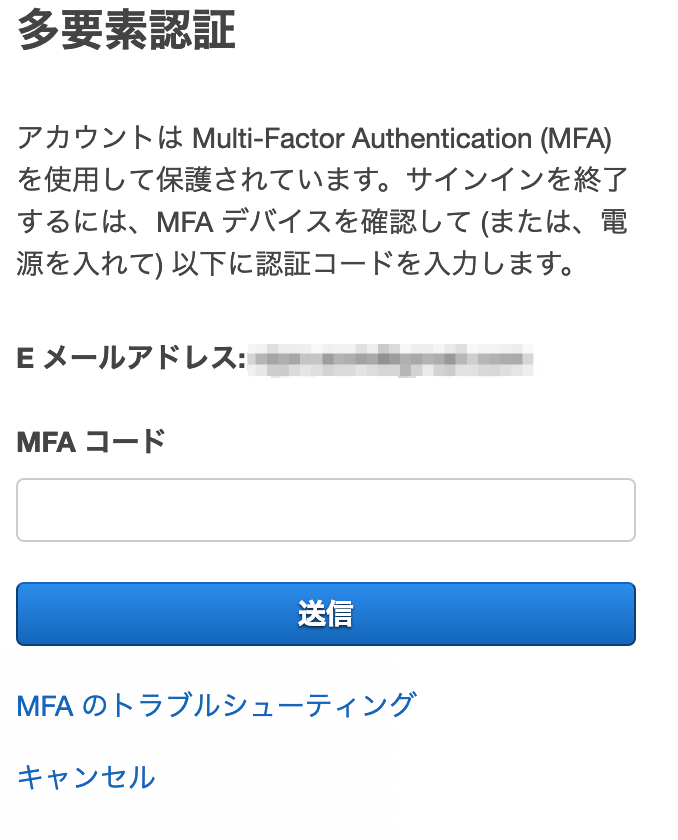 多要素認証
アカウントは Multi-Factor Authentication (MFA)
を使用して保護されています。サインインを終了
するには、MFA デバイスを確認して (または、電
源を入れて) 以下に認証コードを入力します。
E メールアドレス:
MFA コード
送信
MFA のトラブルシューティング
キャンセル